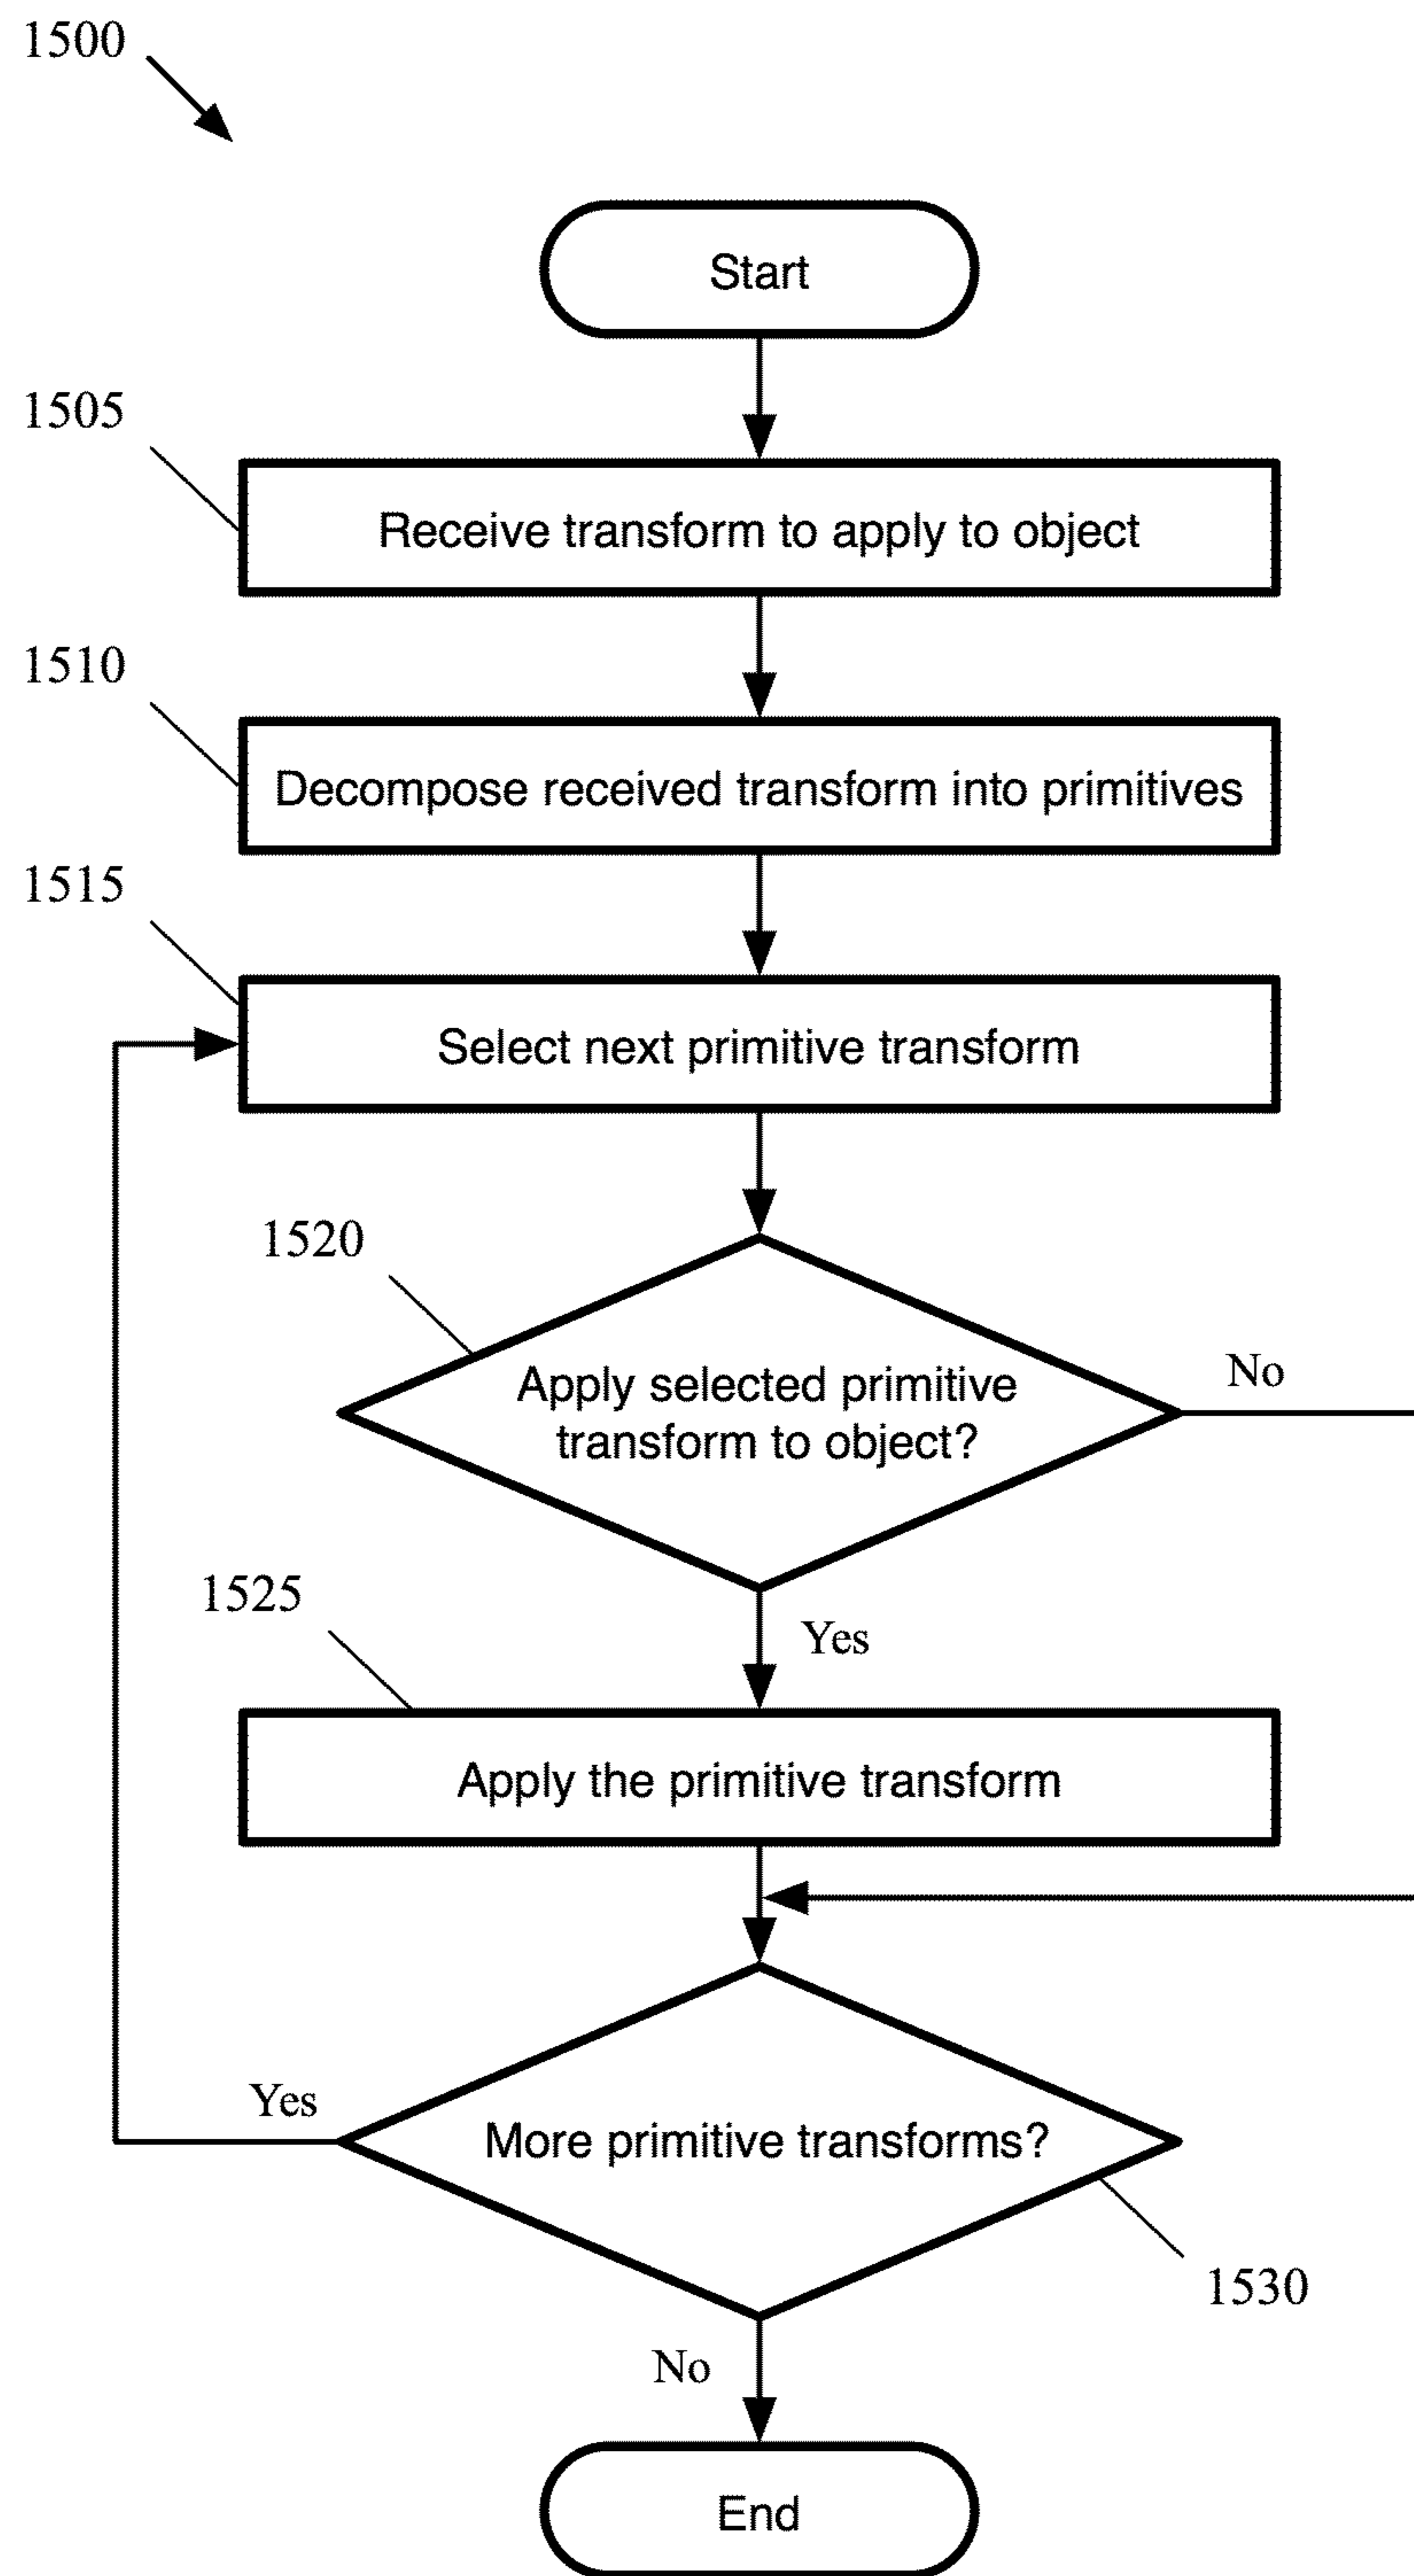 1500
Start
1505
Receive transform to apply to object
1510
Decompose received transform into primitives
1515
Select next primitive transform
1520
Apply selected primitive
transform to object?
No
1525
Yes
Apply the primitive transform
Yes
More primitive transforms?
1530
No
End